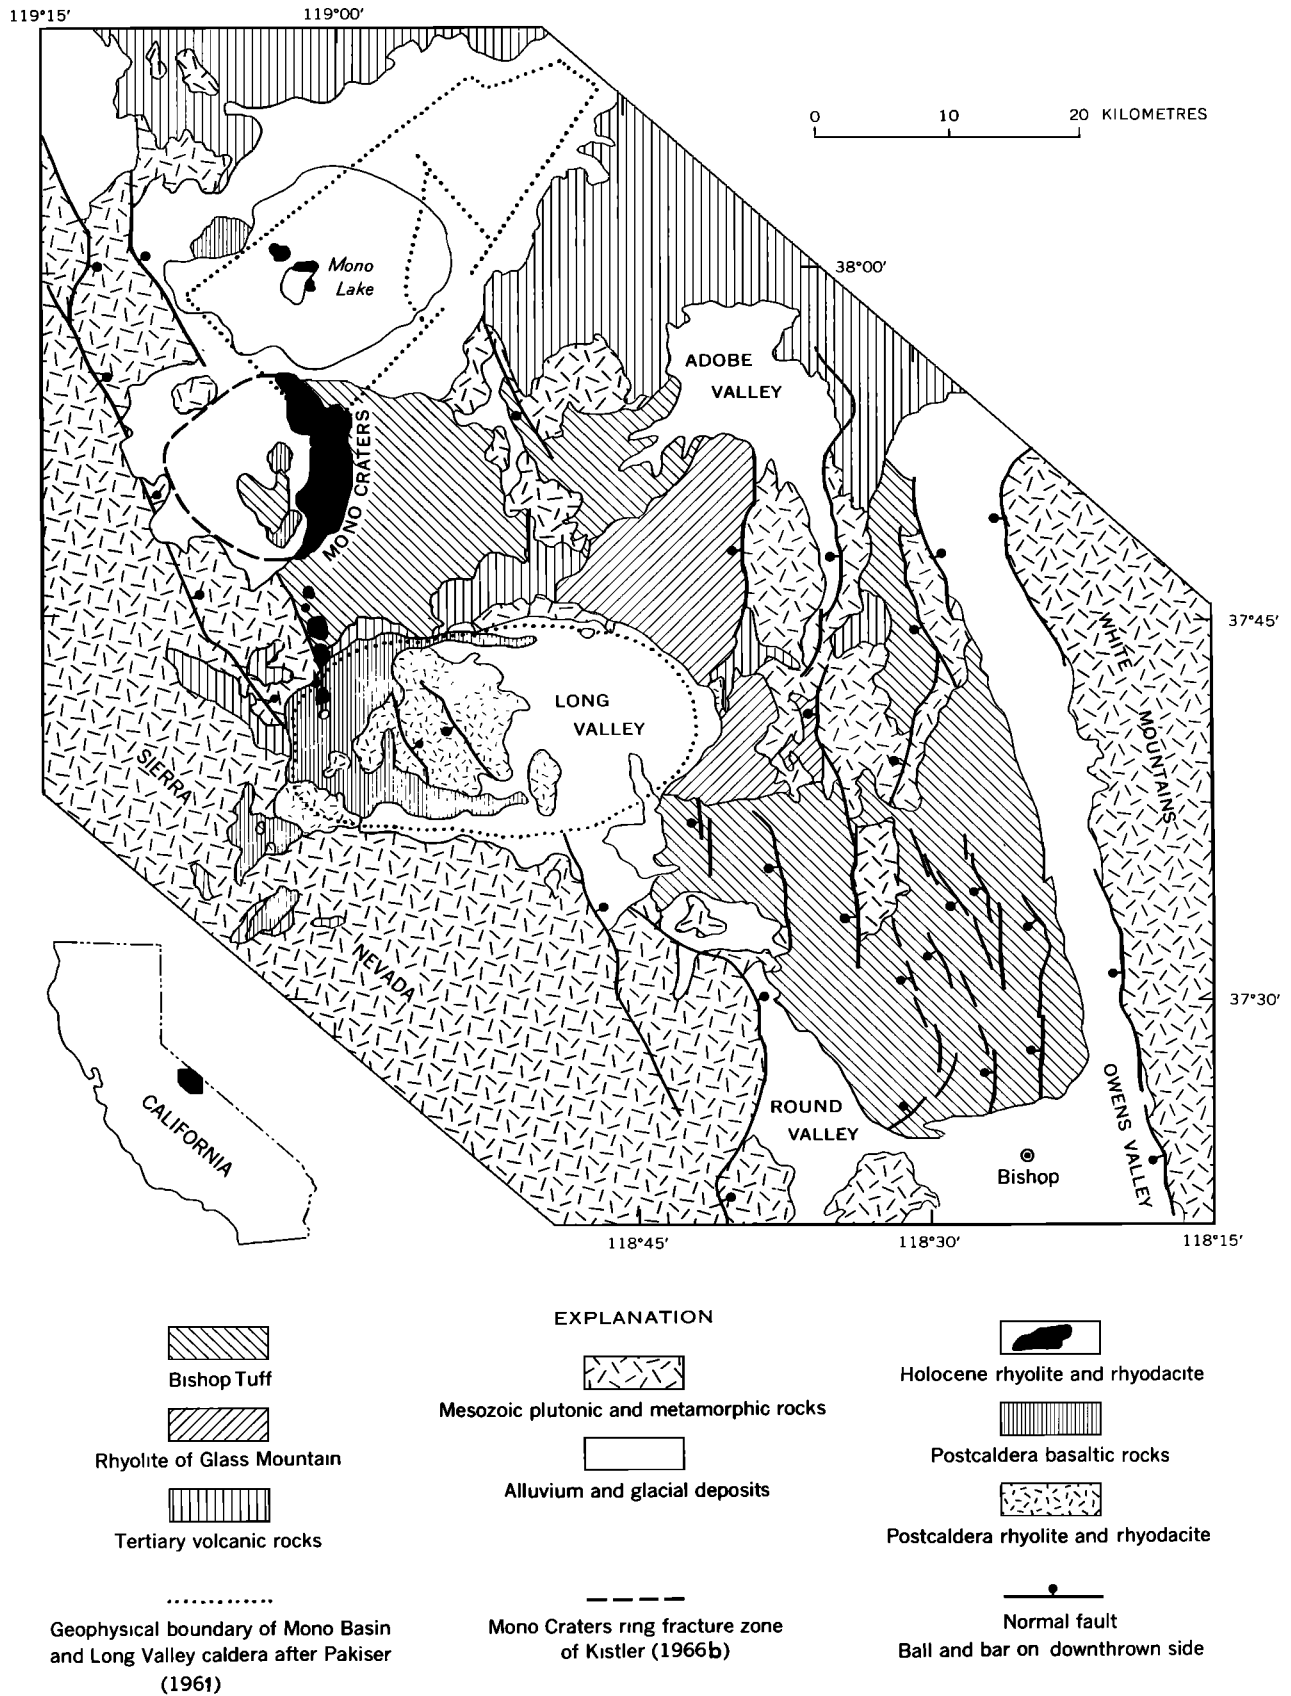 119°15′
119°00′
0 10 20 KILOMETRES
Mono
Lake
38°00′
ADOBE
VALLEY
MONO CRATERS
37°45′
WHITE MOUNTAINS
LONG
VALLEY
SIERRA
NEVADA
37°30′
CALIFORNIA
ROUND
VALLEY
OWENS VALLEY
Bishop
118°45′
118°30′
118°15′
EXPLANATION
Bishop Tuff
Rhyolite of Glass Mountain
Tertiary volcanic rocks
Geophysical boundary of Mono Basin
and Long Valley caldera after Pakiser
(1961)
Mesozoic plutonic and metamorphic rocks
Alluvium and glacial deposits
Mono Craters ring fracture zone
of Kistler (1966b)
Holocene rhyolite and rhyodacite
Postcaldera basaltic rocks
Postcaldera rhyolite and rhyodacite
Normal fault
Ball and bar on downthrown side